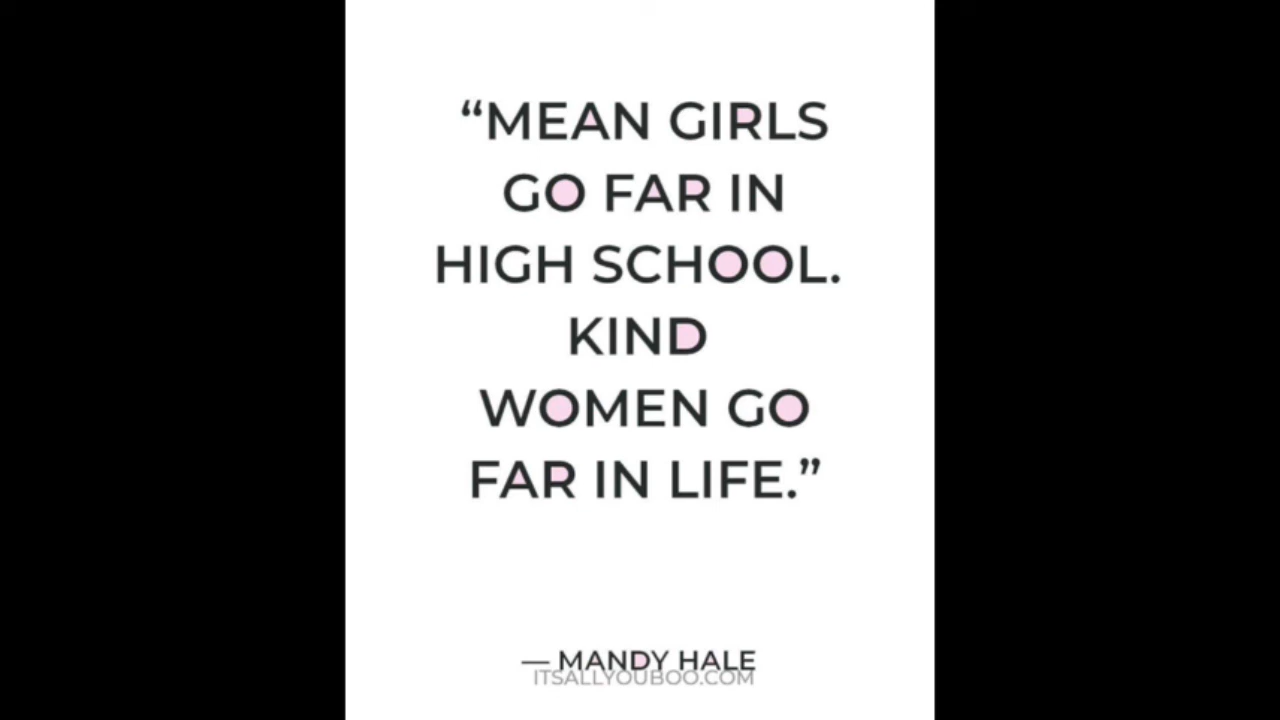 “MEAN GIRLS
GO FAR IN
HIGH SCHOOL.
KIND
WOMEN GO
FAR IN LIFE.”
— MANDY HALE
ITSALLYOUBOO.COM